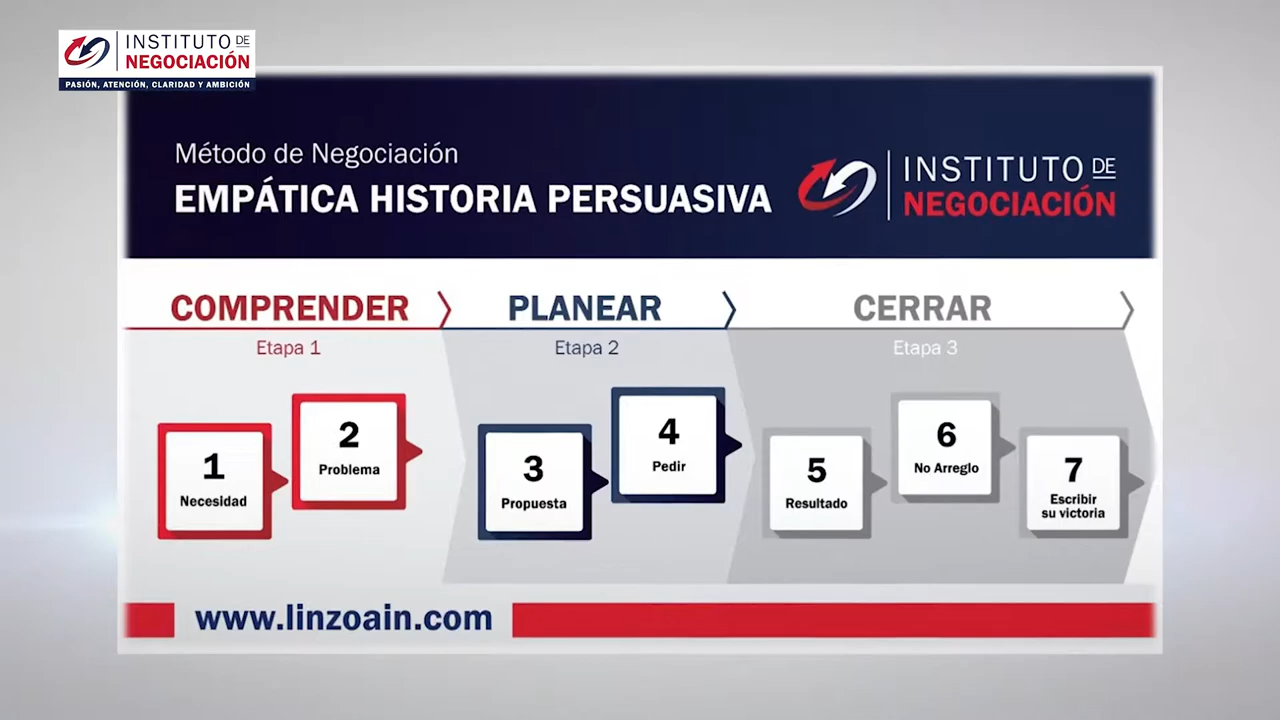 INSTITUTO DE
NEGOCIACIÓN
PASIÓN, ATENCIÓN, CLARIDAD Y AMBICIÓN
Método de Negociación
EMPÁTICA HISTORIA PERSUASIVA
INSTITUTO DE
NEGOCIACIÓN
COMPRENDER
PLANEAR
CERRAR
Etapa 1
Etapa 2
Etapa 3
1
Necesidad
2
Problema
3
Propuesta
4
Pedir
5
Resultado
6
No Arreglo
7
Escribir
su victoria
www.linzoain.com